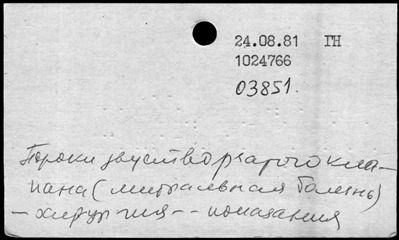 24.08.81 ГН
1024766
03851.
Пороки двустворчатого кла-
пана (митральная болезнь)
- хирургия -- показания